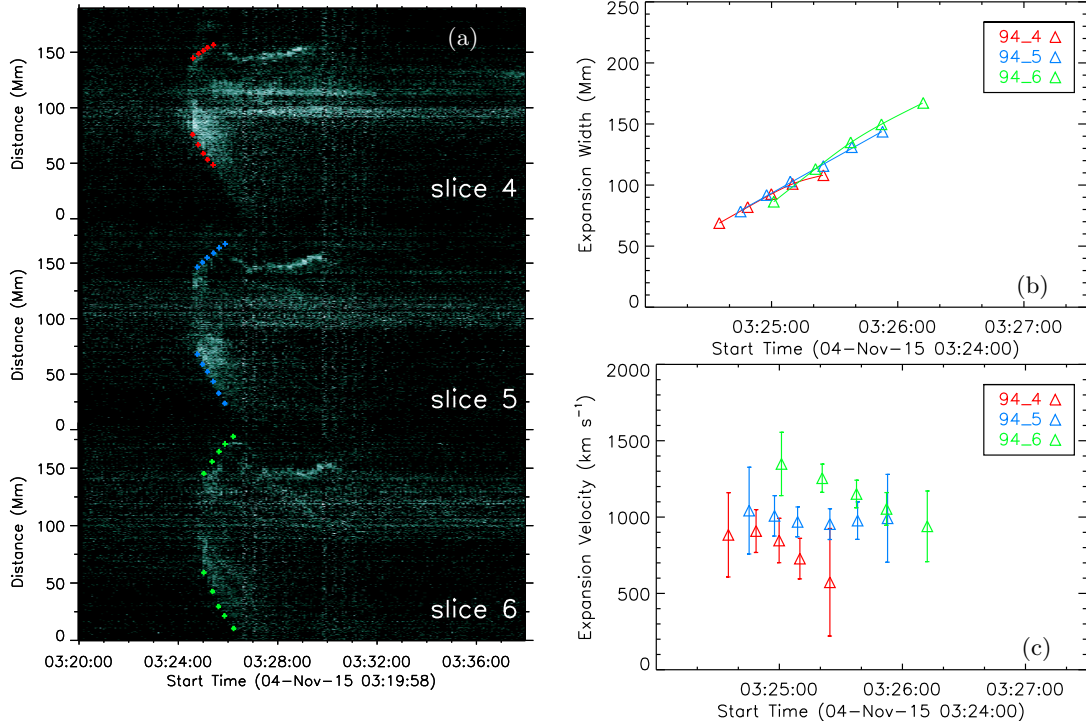 (a)
Distance (Mm)
150
100
50
0
slice 4
Distance (Mm)
150
100
50
0
slice 5
Distance (Mm)
150
100
50
0
slice 6
03:20:00 03:24:00 03:28:00 03:32:00 03:36:00
Start Time (04-Nov-15 03:19:58)
Expansion Width (Mm)
250
200
150
100
50
0
94_4
94_5
94_6
(b)
03:25:00 03:26:00 03:27:00
Start Time (04-Nov-15 03:24:00)
Expansion Velocity (km s⁻¹)
2000
1500
1000
500
0
94_4
94_5
94_6
(c)
03:25:00 03:26:00 03:27:00
Start Time (04-Nov-15 03:24:00)